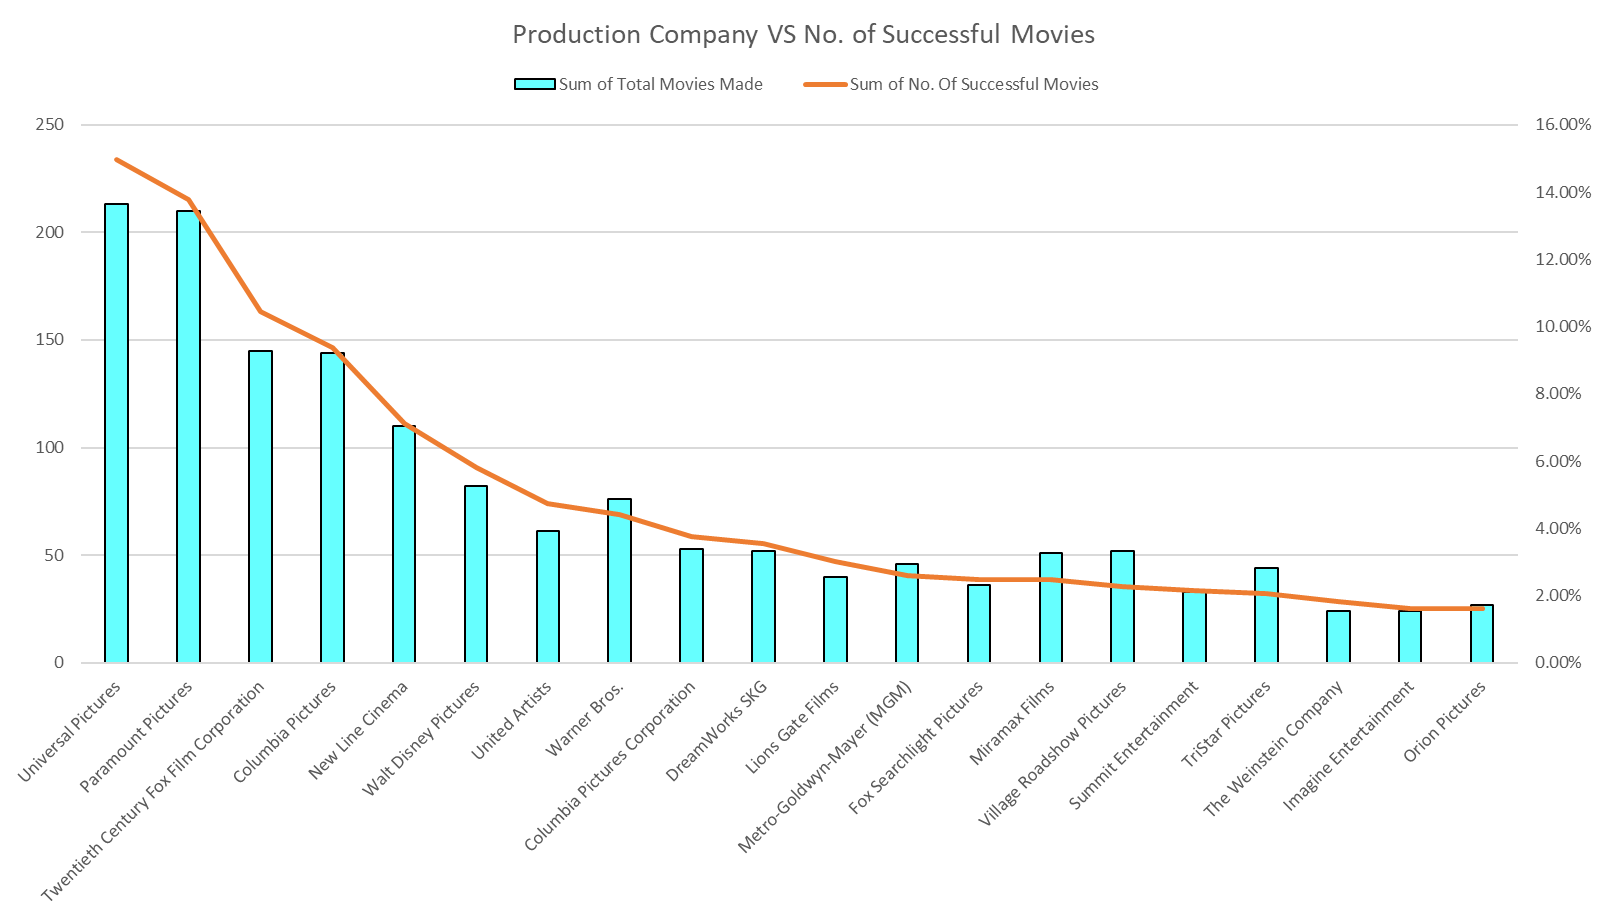 Production Company VS No. of Successful Movies
Sum of Total Movies Made
Sum of No. Of Successful Movies
250
200
150
100
50
0
16.00%
14.00%
12.00%
10.00%
8.00%
6.00%
4.00%
2.00%
0.00%
Universal Pictures
Paramount Pictures
Twentieth Century Fox Film Corporation
Columbia Pictures
New Line Cinema
Walt Disney Pictures
United Artists
Warner Bros.
Columbia Pictures Corporation
DreamWorks SKG
Lions Gate Films
Metro-Goldwyn-Mayer (MGM)
Fox Searchlight Pictures
Miramax Films
Village Roadshow Pictures
Summit Entertainment
TriStar Pictures
The Weinstein Company
Imagine Entertainment
Orion Pictures